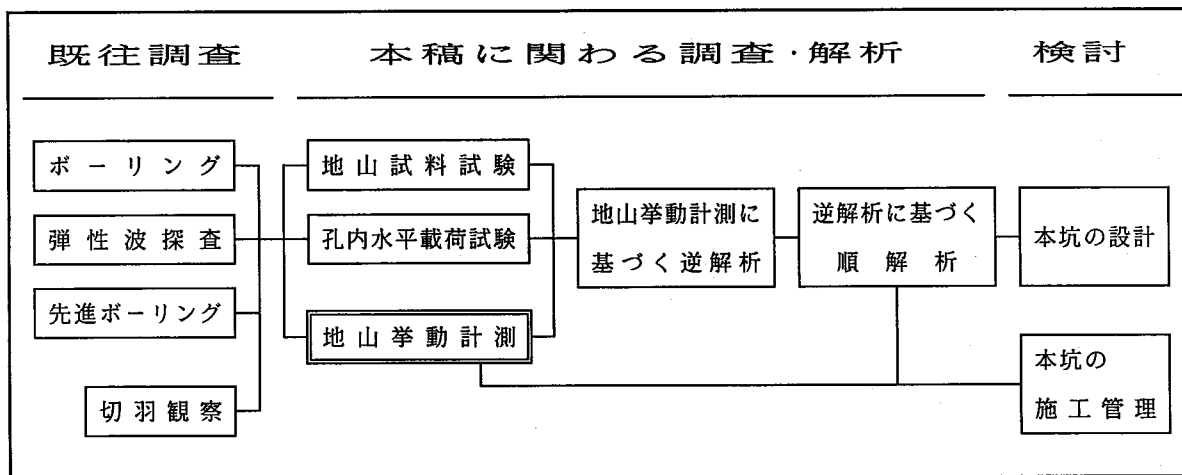 既往調査
本稿に関わる調査・解析
検討
ボーリング
弾性波探査
先進ボーリング
切羽観察
地山試料試験
孔内水平載荷試験
地山挙動計測
地山挙動計測に
基づく逆解析
逆解析に基づく
順解析
本坑の設計
本坑の
施工管理